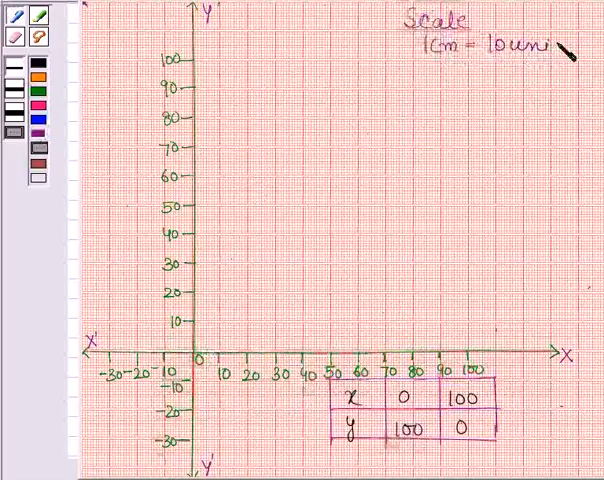 Y'
Scale
1cm = 10 uni
100
90
80
70
60
50
40
30
20
10
X' X
-30 -20 -10 0 10 20 30 40 50 60 70 80 90 100
-10
-20
-30
x 0 100
y 100 0
Y'